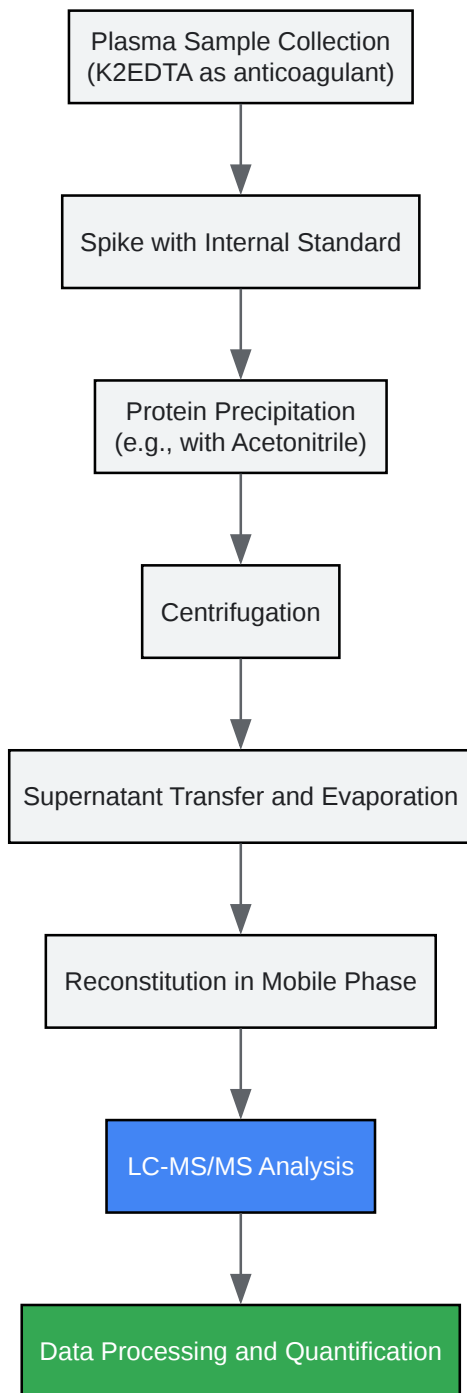 Plasma Sample Collection
(K2EDTA as anticoagulant)
Spike with Internal Standard
Protein Precipitation
(e.g., with Acetonitrile)
Centrifugation
Supernatant Transfer and Evaporation
Reconstitution in Mobile Phase
LC-MS/MS Analysis
Data Processing and Quantification